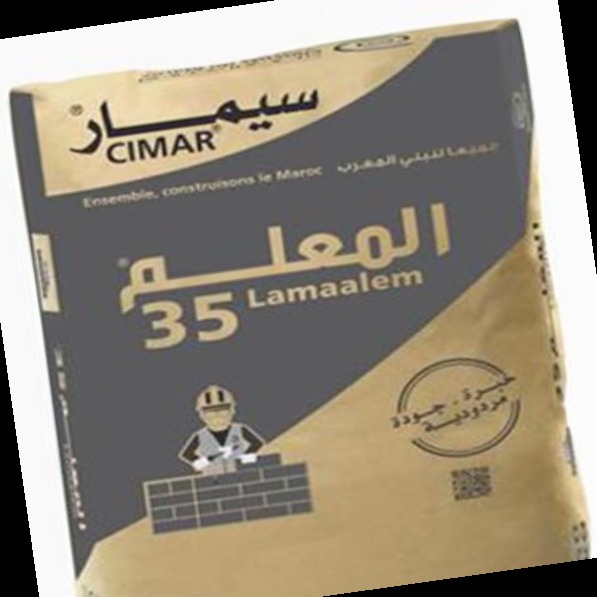 سيمار
CIMAR
Ensemble, construisons le Maroc
جميعا لنبني المغرب
المعلم
35 Lamaalem
خبرة . جودة
مردودية